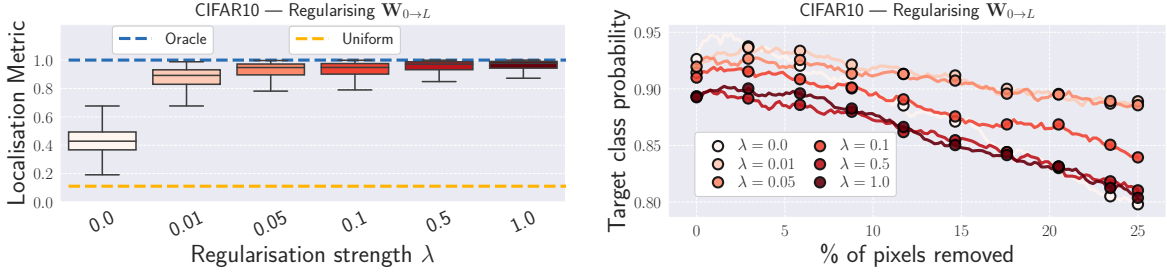 CIFAR10 — Regularising W0→L
Oracle
Uniform
Localisation Metric
1.0
0.8
0.6
0.4
0.2
0.0
0.0
0.01
0.05
0.1
0.5
1.0
Regularisation strength λ
CIFAR10 — Regularising W0→L
Target class probability
0.95
0.90
0.85
0.80
λ = 0.0
λ = 0.01
λ = 0.05
λ = 0.1
λ = 0.5
λ = 1.0
0
5
10
15
20
25
% of pixels removed